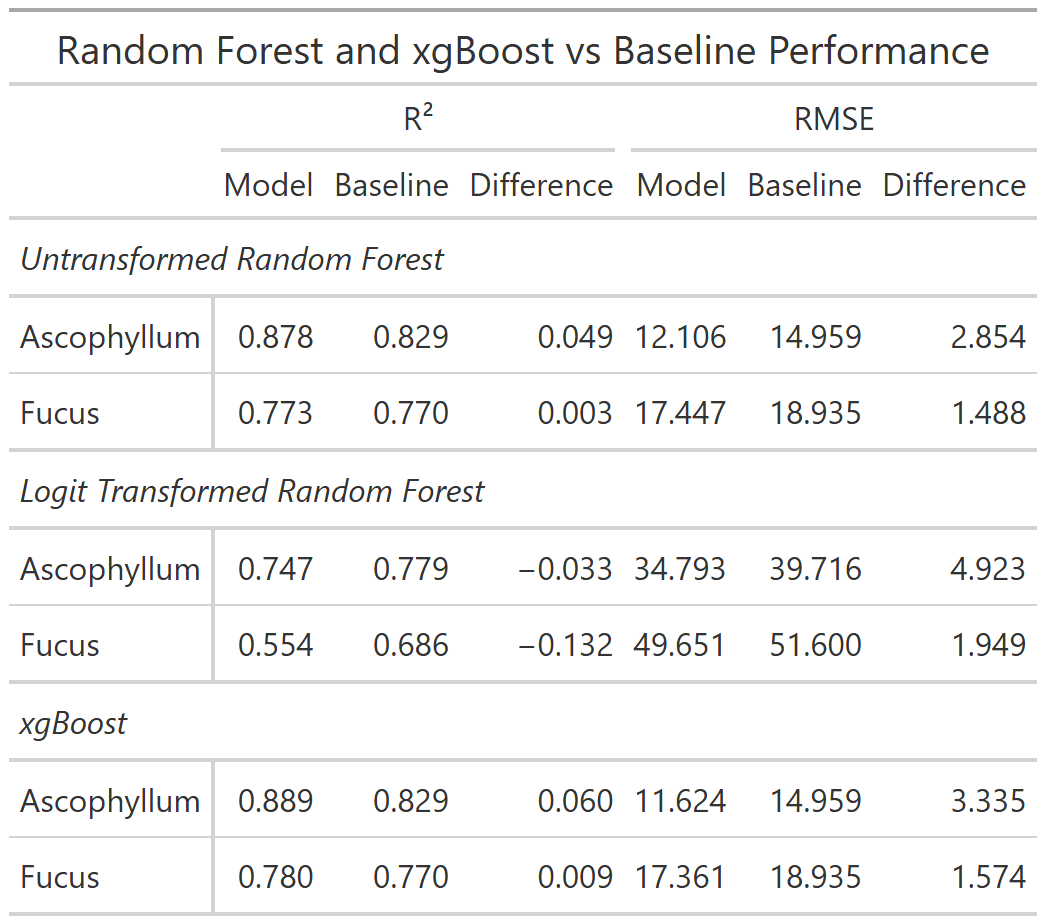 Random Forest and xgBoost vs Baseline Performance
R² RMSE
Model Baseline Difference Model Baseline Difference
Untransformed Random Forest
Ascophyllum 0.878 0.829 0.049 12.106 14.959 2.854
Fucus 0.773 0.770 0.003 17.447 18.935 1.488
Logit Transformed Random Forest
Ascophyllum 0.747 0.779 −0.033 34.793 39.716 4.923
Fucus 0.554 0.686 −0.132 49.651 51.600 1.949
xgBoost
Ascophyllum 0.889 0.829 0.060 11.624 14.959 3.335
Fucus 0.780 0.770 0.009 17.361 18.935 1.574